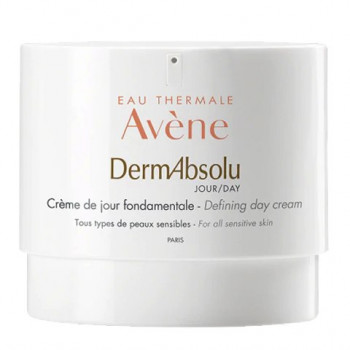 EAU THERMALE
Avène
DermAbsolu
JOUR/DAY
Crème de jour fondamentale - Defining day cream
Tous types de peaux sensibles - For all sensitive skin
PARIS